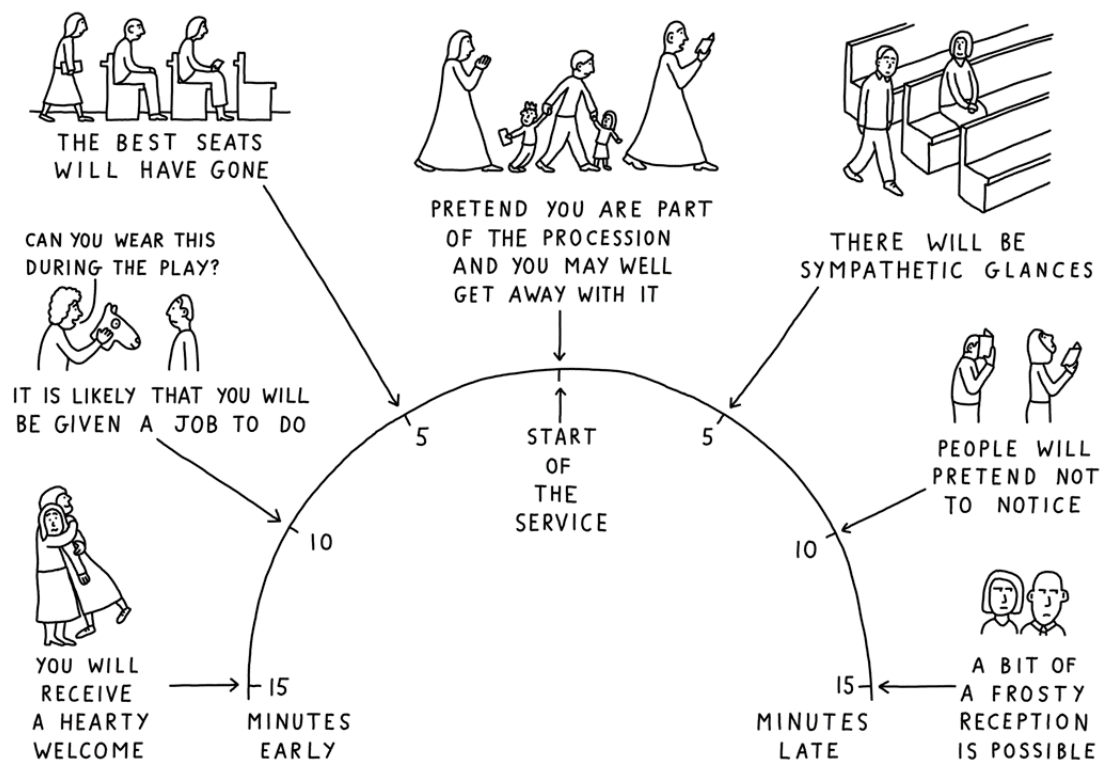 THE BEST SEATS
WILL HAVE GONE
CAN YOU WEAR THIS
DURING THE PLAY?
IT IS LIKELY THAT YOU WILL
BE GIVEN A JOB TO DO
YOU WILL
RECEIVE
A HEARTY
WELCOME
PRETEND YOU ARE PART
OF THE PROCESSION
AND YOU MAY WELL
GET AWAY WITH IT
THERE WILL BE
SYMPATHETIC GLANCES
PEOPLE WILL
PRETEND NOT
TO NOTICE
A BIT OF
A FROSTY
RECEPTION
IS POSSIBLE
5
10
15
MINUTES
EARLY
START
OF
THE
SERVICE
5
10
15
MINUTES
LATE